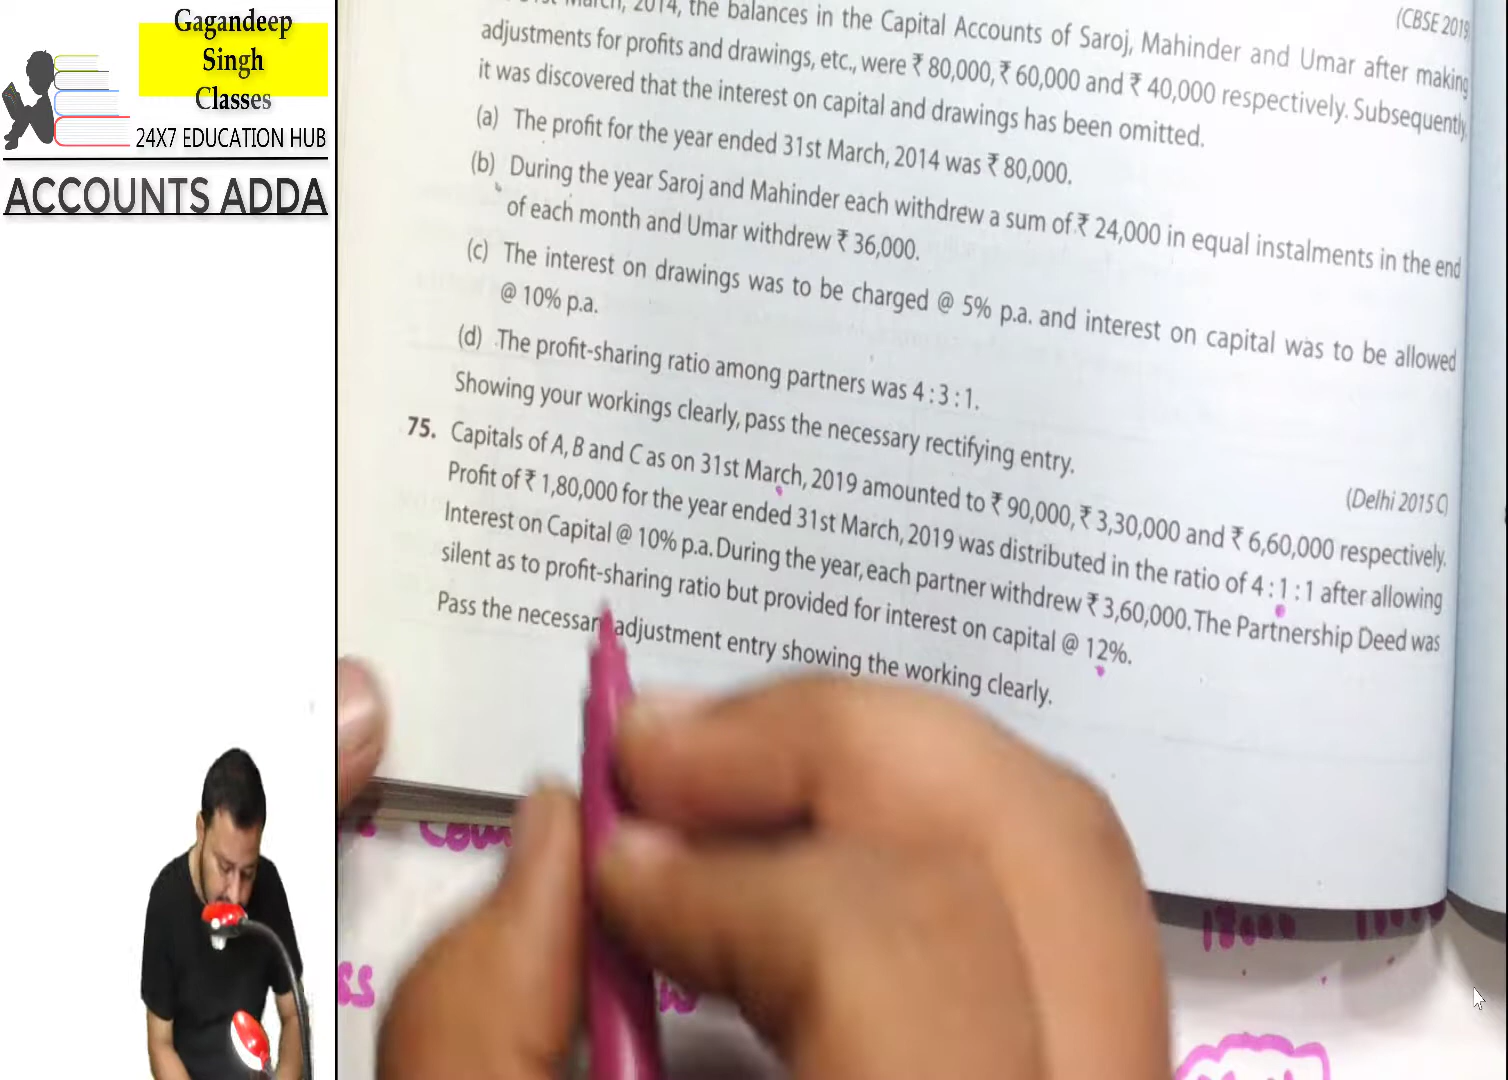 Gagandeep
Singh
Classes
24X7 EDUCATION HUB
ACCOUNTS ADDA
(CBSE 2019
March, 2014, the balances in the Capital Accounts of Saroj, Mahinder and Umar after making
adjustments for profits and drawings, etc., were ₹ 80,000, ₹ 60,000 and ₹ 40,000 respectively. Subsequently,
it was discovered that the interest on capital and drawings has been omitted.
(a) The profit for the year ended 31st March, 2014 was ₹ 80,000.
(b) During the year Saroj and Mahinder each withdrew a sum of ₹ 24,000 in equal instalments in the end
of each month and Umar withdrew ₹ 36,000.
(c) The interest on drawings was to be charged @ 5% p.a. and interest on capital was to be allowed
@ 10% p.a.
(d) The profit-sharing ratio among partners was 4 : 3 : 1.
Showing your workings clearly, pass the necessary rectifying entry.
(Delhi 2015 C)
75. Capitals of A, B and C as on 31st March, 2019 amounted to ₹ 90,000, ₹ 3,30,000 and ₹ 6,60,000 respectively.
Profit of ₹ 1,80,000 for the year ended 31st March, 2019 was distributed in the ratio of 4 : 1 : 1 after allowing
Interest on Capital @ 10% p.a. During the year, each partner withdrew ₹ 3,60,000. The Partnership Deed was
silent as to profit-sharing ratio but provided for interest on capital @ 12%.
Pass the necessary adjustment entry showing the working clearly.